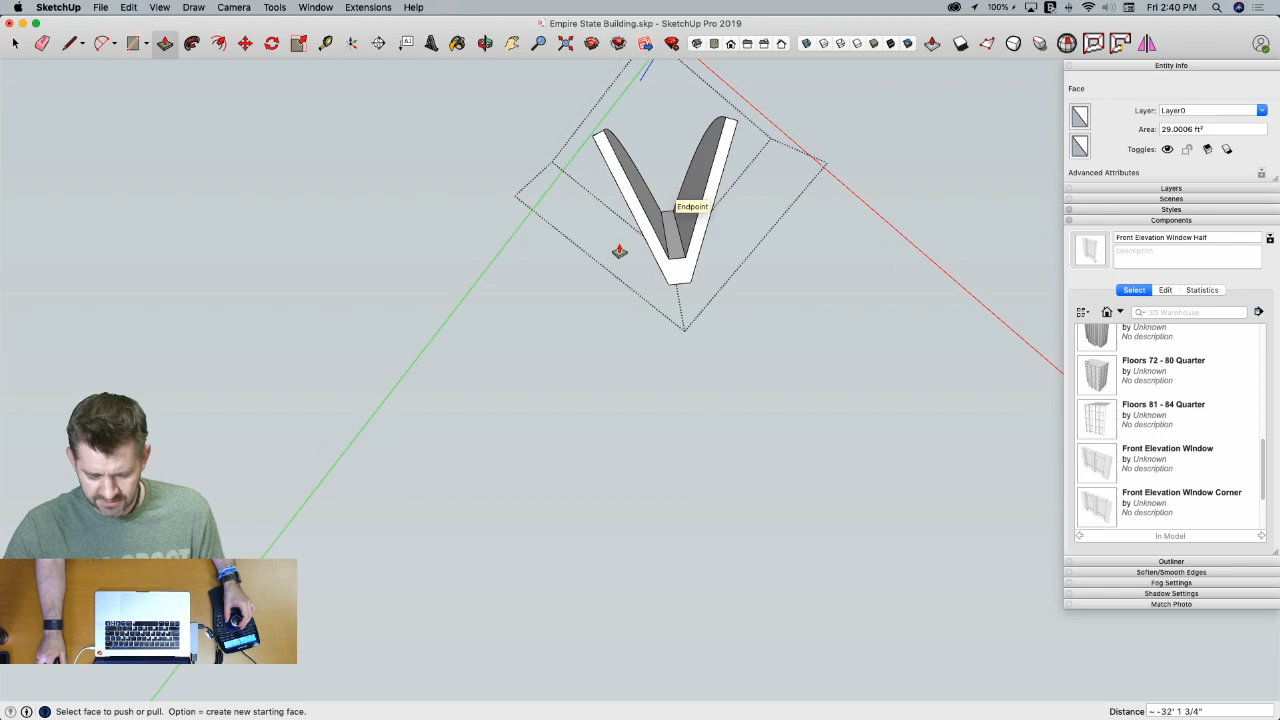 SketchUp File Edit View Draw Camera Tools Window Extensions Help 100% Fri 2:40 PM
Empire State Building.skp - SketchUp Pro 2019
Entity Info
Face
Layer: Layer0
Area: 29.0006 ft²
Toggles:
Advanced Attributes
Layers
Scenes
Styles
Components
Front Elevation Window Half
Description
Select Edit Statistics
3D Warehouse
by Unknown
No description
Floors 72 - 80 Quarter
by Unknown
No description
Floors 81 - 84 Quarter
by Unknown
No description
Front Elevation Window
by Unknown
No description
Front Elevation Window Corner
by Unknown
No description
In Model
Outliner
Soften/Smooth Edges
Fog Settings
Shadow Settings
Match Photo
Endpoint
Select face to push or pull. Option = create new starting face.
Distance ~ -32' 1 3/4"